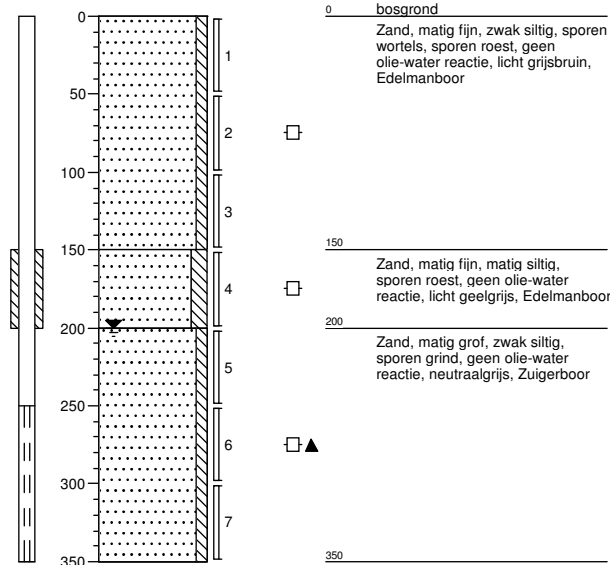 0
50
100
150
200
250
300
350
1
2
3
4
5
6
7
0 bosgrond
Zand, matig fijn, zwak siltig, sporen
wortels, sporen roest, geen
olie-water reactie, licht grijsbruin,
Edelmanboor
150
Zand, matig fijn, matig siltig,
sporen roest, geen olie-water
reactie, licht geelgrijs, Edelmanboor
200
Zand, matig grof, zwak siltig,
sporen grind, geen olie-water
reactie, neutraalgrijs, Zuigerboor
350